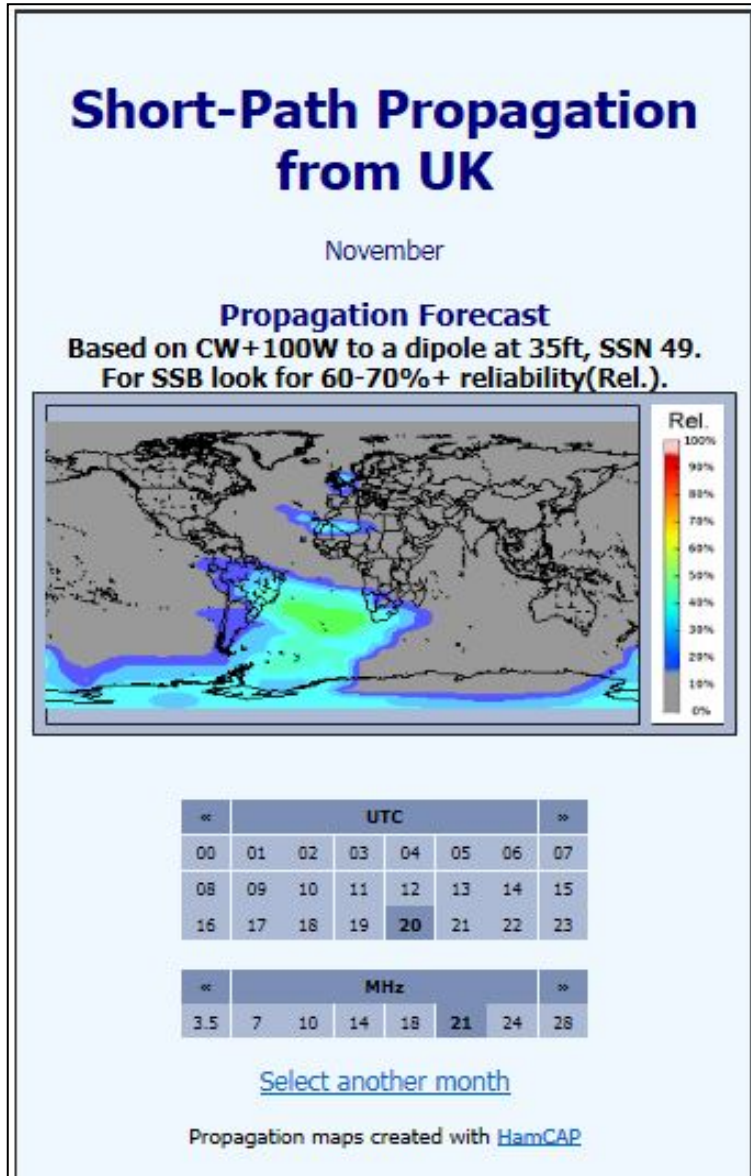 Short-Path Propagation
from UK
November
Propagation Forecast
Based on CW+100W to a dipole at 35ft, SSN 49.
For SSB look for 60-70%+ reliability(Rel.).
Rel.
100%
90%
80%
70%
60%
50%
40%
30%
20%
10%
0%
« UTC »
00 01 02 03 04 05 06 07
08 09 10 11 12 13 14 15
16 17 18 19 20 21 22 23
« MHz »
3.5 7 10 14 18 21 24 28
Select another month
Propagation maps created with HamCAP